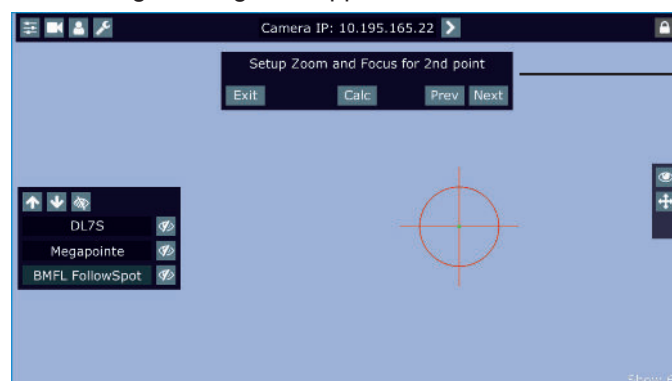 Camera IP: 10.195.165.22
Setup Zoom and Focus for 2nd point
Exit Calc Prev Next
DL7S
Megapointe
BMFL FollowSpot